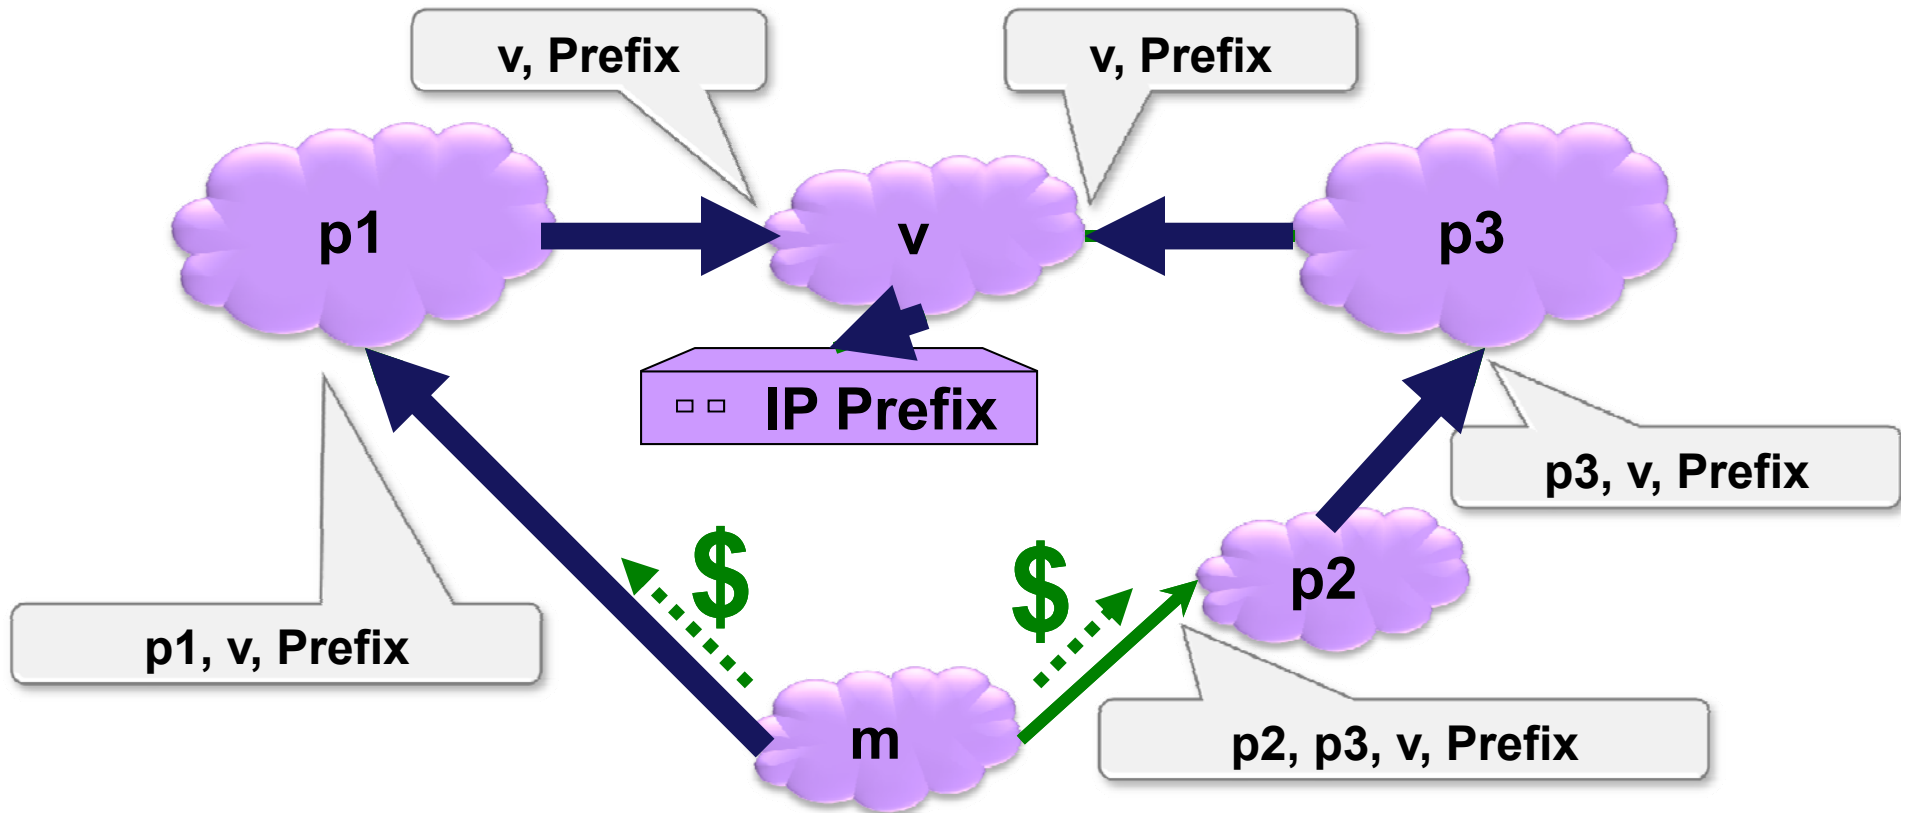 v, Prefix
v, Prefix
p1
v
p3
IP Prefix
p3, v, Prefix
$
$
p2
p1, v, Prefix
m
p2, p3, v, Prefix